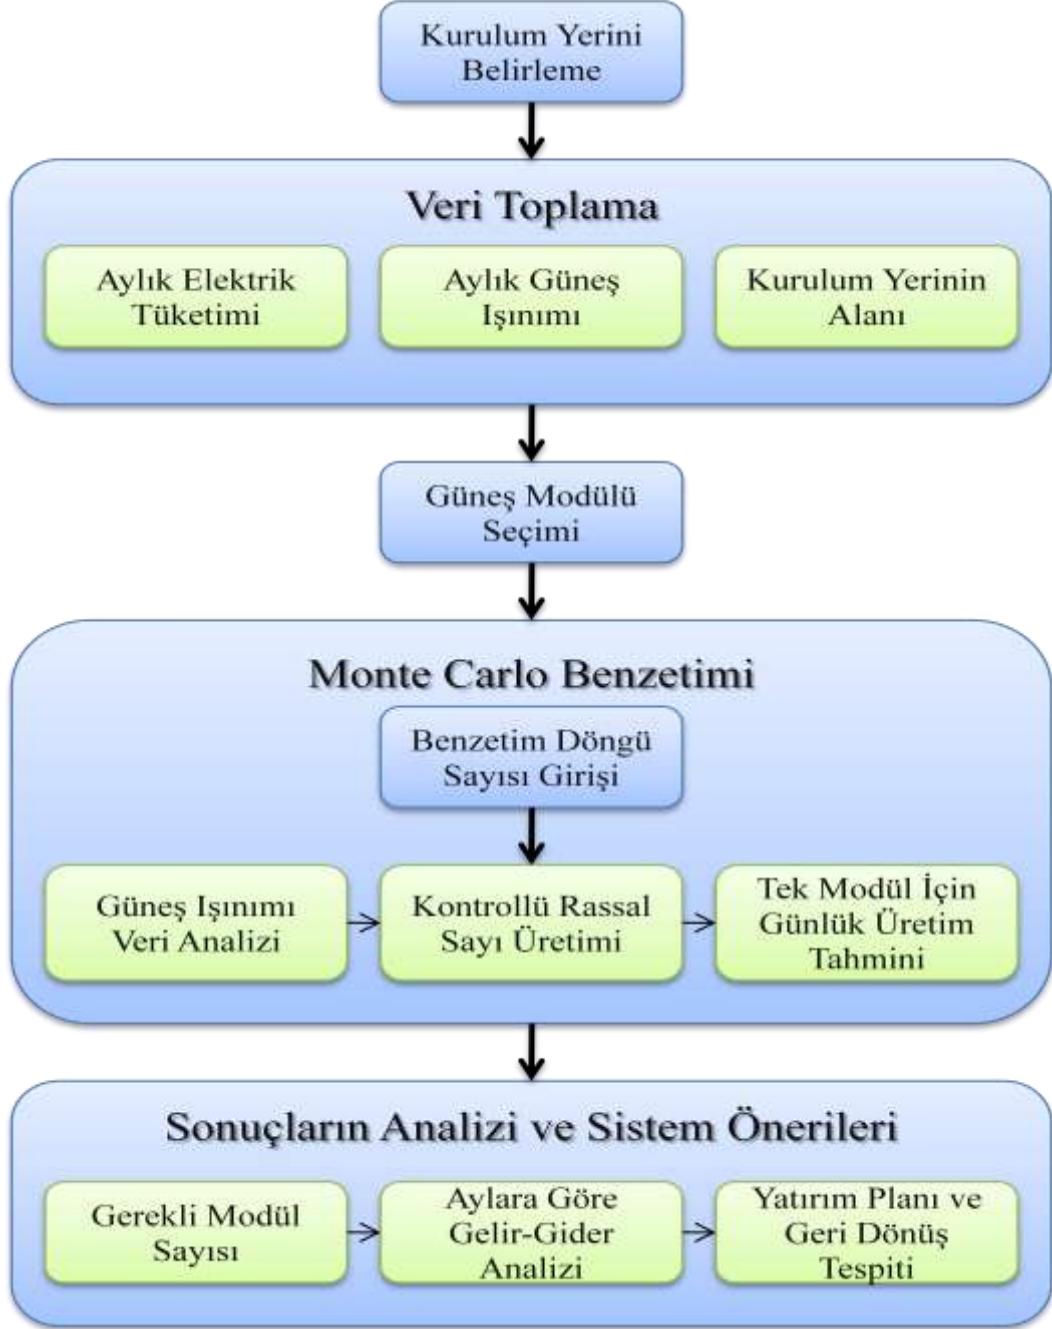 Kurulum Yerini
Belirleme
Veri Toplama
Aylık Elektrik
Tüketimi
Aylık Güneş
Işınımı
Kurulum Yerinin
Alanı
Güneş Modülü
Seçimi
Monte Carlo Benzetimi
Benzetim Döngü
Sayısı Girişi
Güneş Işınımı
Veri Analizi
Kontrollü Rassal
Sayı Üretimi
Tek Modül İçin
Günlük Üretim
Tahmini
Sonuçların Analizi ve Sistem Önerileri
Gerekli Modül
Sayısı
Aylara Göre
Gelir-Gider
Analizi
Yatırım Planı ve
Geri Dönüş
Tespiti